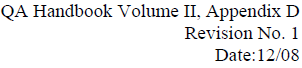 QA Handbook Volume II, Appendix D
Revision No. 1
Date:12/08